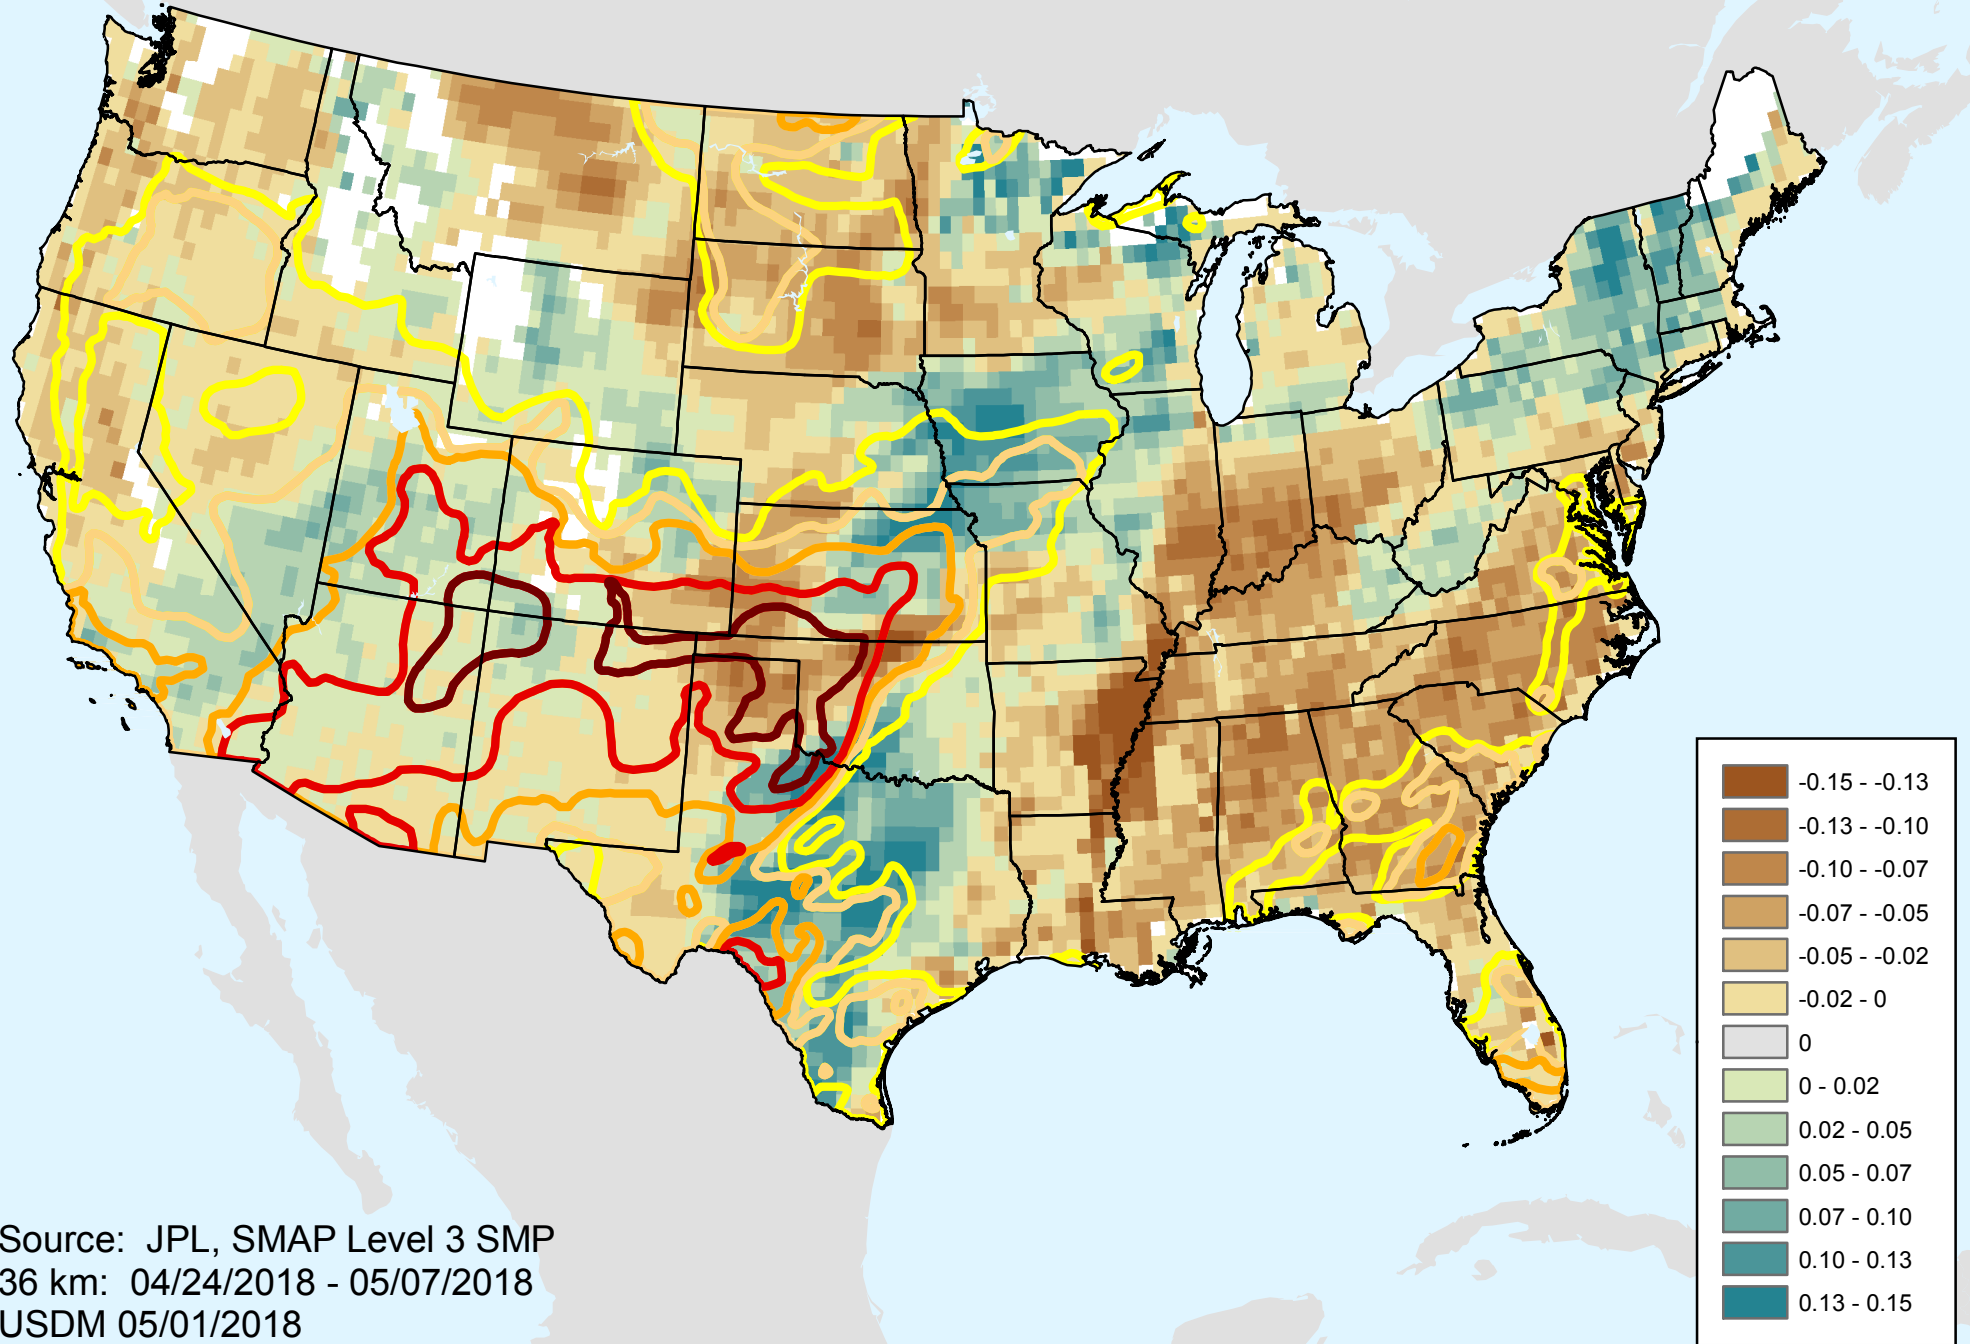 -0.15 - -0.13
-0.13 - -0.10
-0.10 - -0.07
-0.07 - -0.05
-0.05 - -0.02
-0.02 - 0
0
0 - 0.02
0.02 - 0.05
0.05 - 0.07
0.07 - 0.10
0.10 - 0.13
0.13 - 0.15
Source: JPL, SMAP Level 3 SMP
36 km: 04/24/2018 - 05/07/2018
USDM 05/01/2018